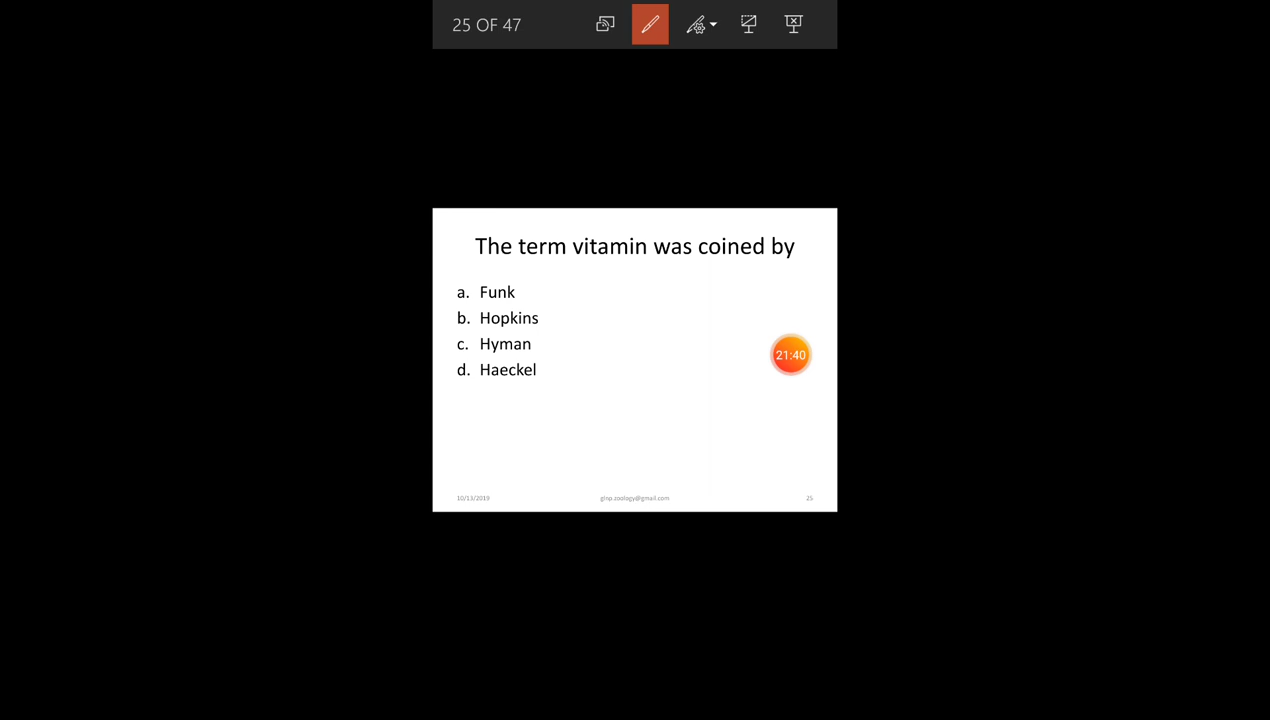 25 OF 47
The term vitamin was coined by
a. Funk
b. Hopkins
c. Hyman
d. Haeckel
21:40
10/13/2019 glnp.zoology@gmail.com 25